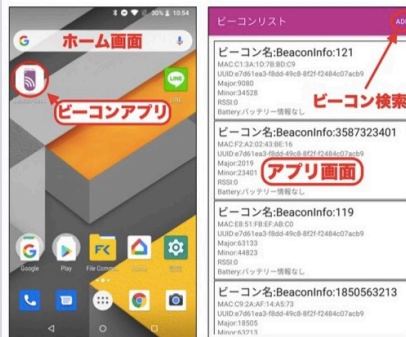 30% 10:54
ホーム画面
LINE
ビーコンアプリ
Google
Play
File Comm...
ビーコンリスト
AD
ビーコン名:BeaconInfo:121
MAC:C1:3A:1D:7B:BD:C9
UUID:e7d61ea3-f8dd-49c8-8f2f-f2484c07acb9
Major:9080
Minor:34528
RSSI:0
Battery:バッテリー情報なし
ビーコン検索
ビーコン名:BeaconInfo:3587323401
MAC:F2:A2:02:43:BE:16
UUID:e7d61ea3-f8dd-49c8-8f2f-f2484c07acb9
Major:2019
Minor:23401
RSSI:0
Battery:バッテリー情報なし
アプリ画面
ビーコン名:BeaconInfo:119
MAC:E8:51:FB:EF:AB:C0
UUID:e7d61ea3-f8dd-49c8-8f2f-f2484c07acb9
Major:63133
Minor:44823
RSSI:0
Battery:バッテリー情報なし
ビーコン名:BeaconInfo:1850563213
MAC:C9:2A:AF:14:A5:73
UUID:e7d61ea3-f8dd-49c8-8f2f-f2484c07acb9
Major:18505
Minor:63213